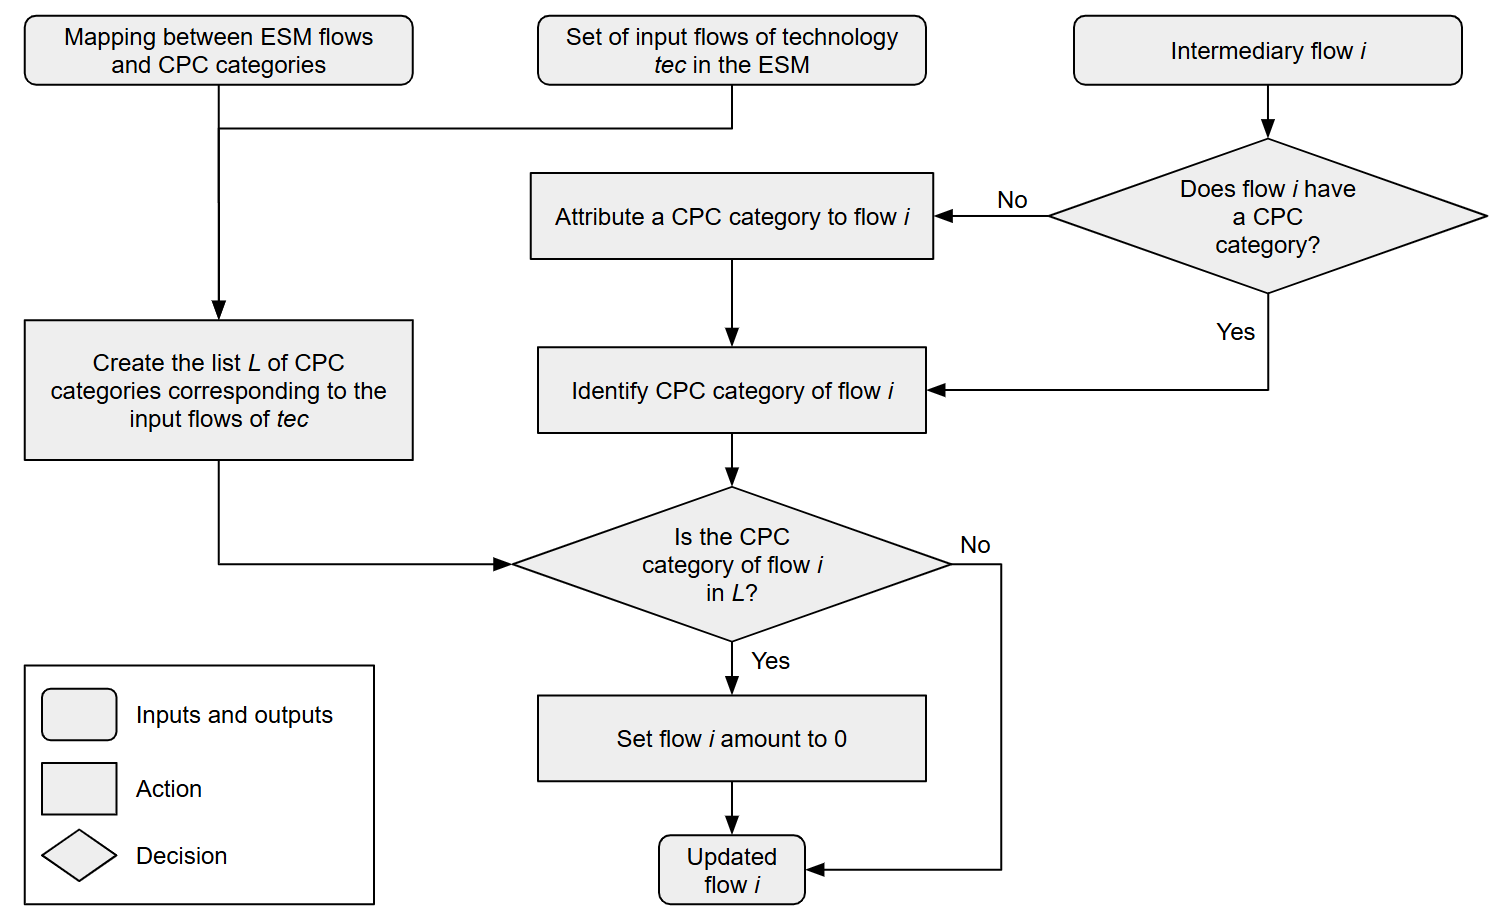 Mapping between ESM flows
and CPC categories
Set of input flows of technology
tec in the ESM
Intermediary flow i
Does flow i have
a CPC
category?
No
Attribute a CPC category to flow i
Yes
Create the list L of CPC
categories corresponding to the
input flows of tec
Identify CPC category of flow i
Is the CPC
category of flow i
in L?
No
Yes
Set flow i amount to 0
Updated
flow i
Inputs and outputs
Action
Decision